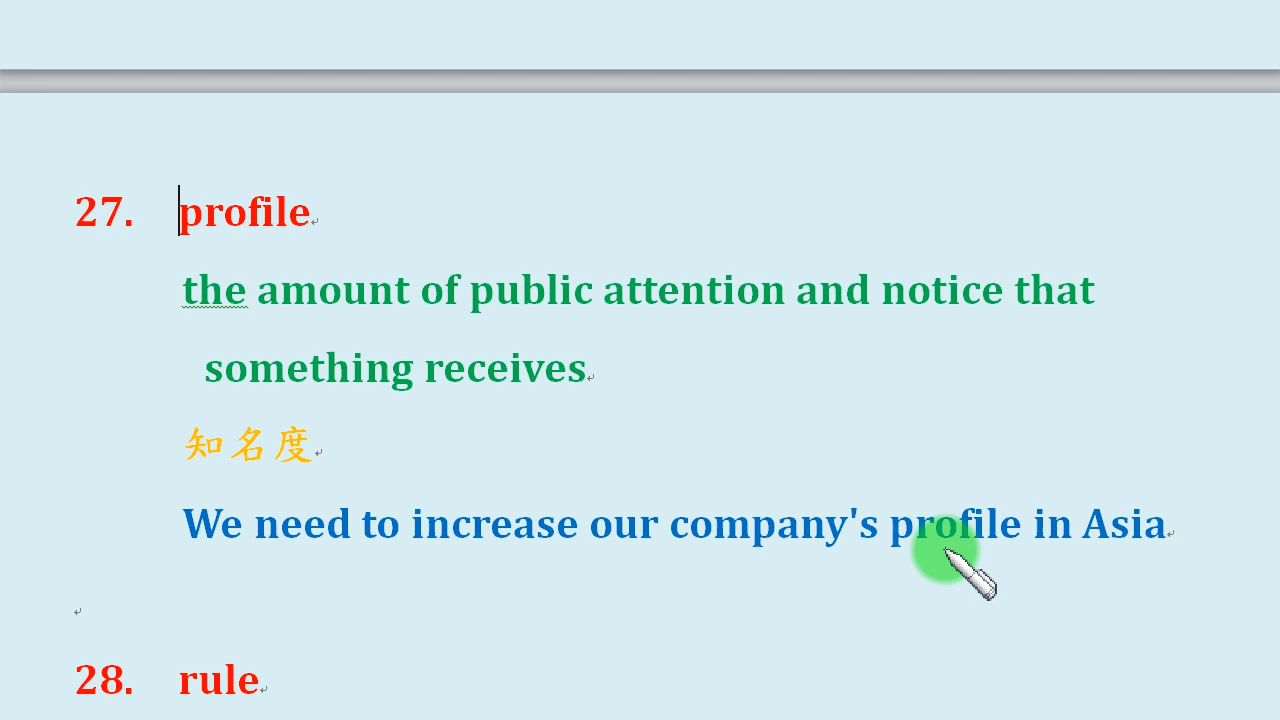 27. profile
the amount of public attention and notice that
something receives
知名度
We need to increase our company's profile in Asia
28. rule